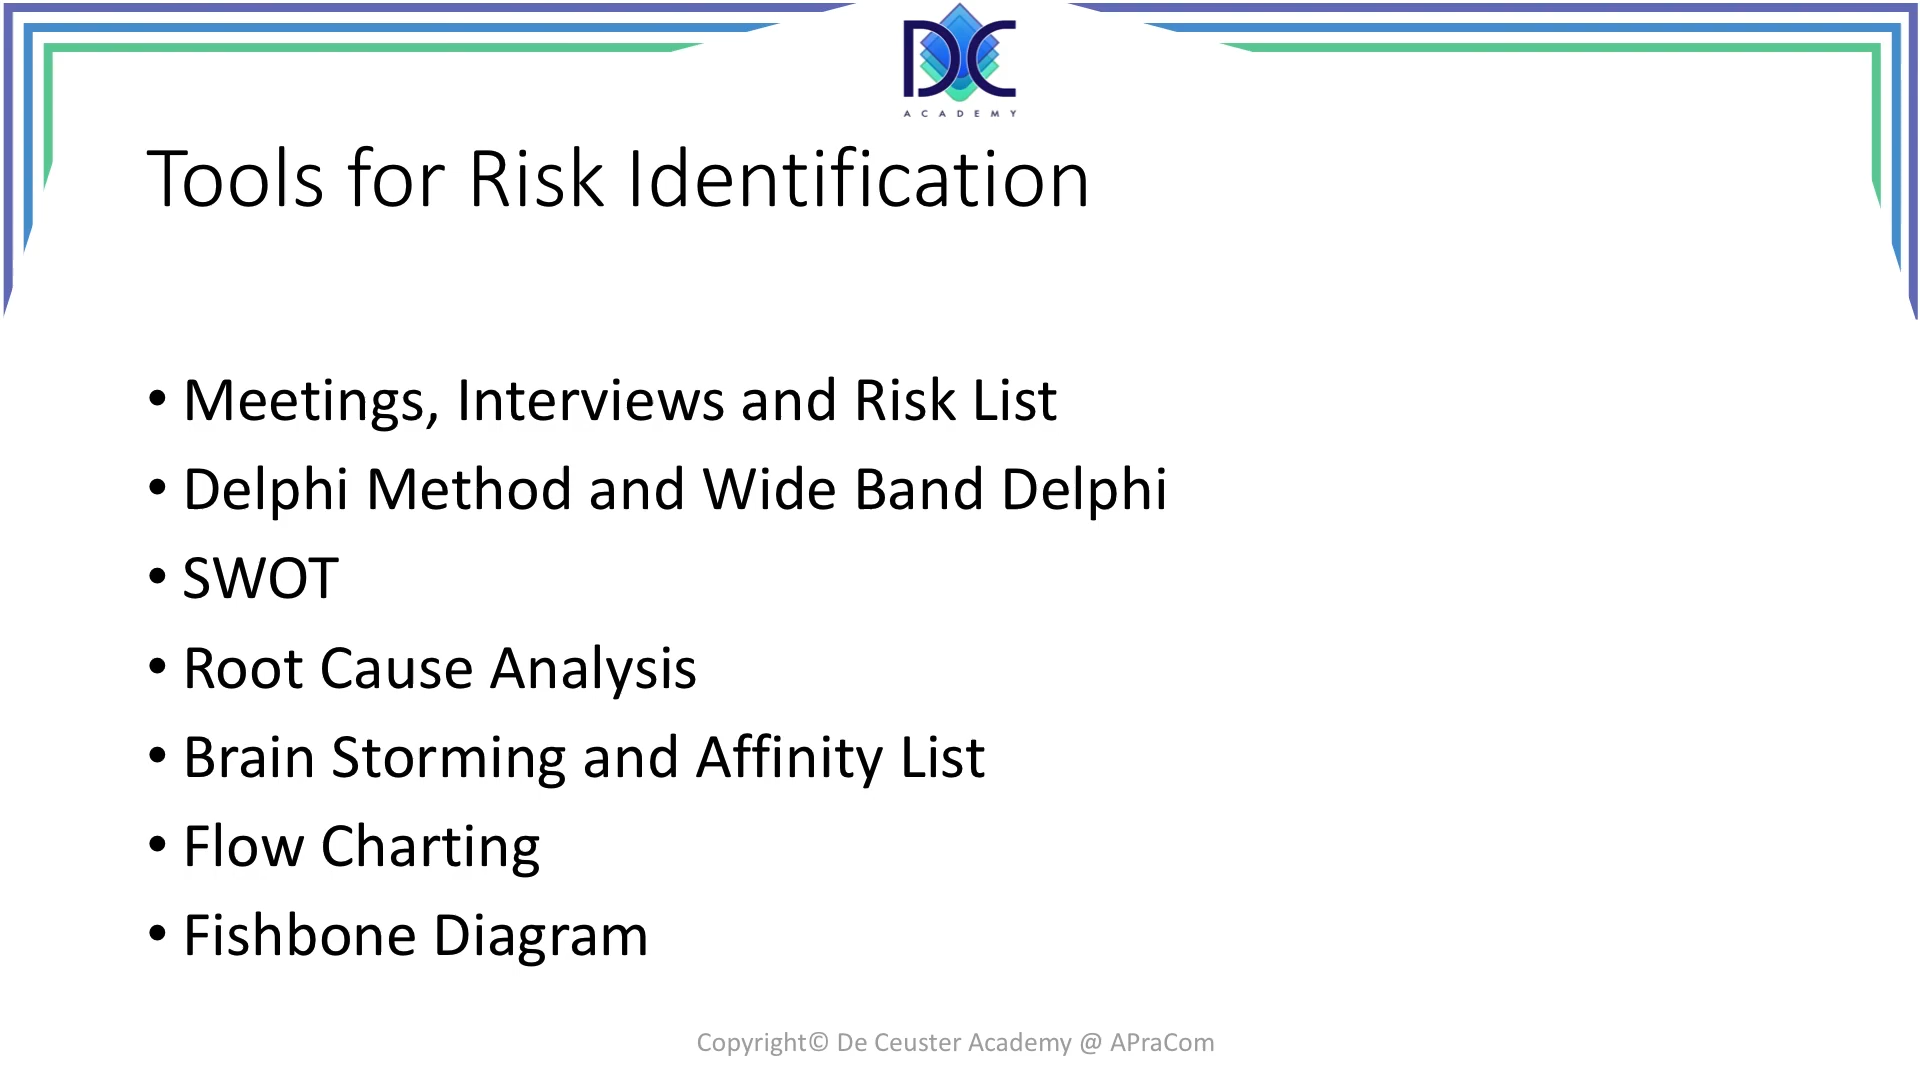 DC
ACADEMY
Tools for Risk Identification
• Meetings, Interviews and Risk List
• Delphi Method and Wide Band Delphi
• SWOT
• Root Cause Analysis
• Brain Storming and Affinity List
• Flow Charting
• Fishbone Diagram
Copyright© De Ceuster Academy @ APraCom